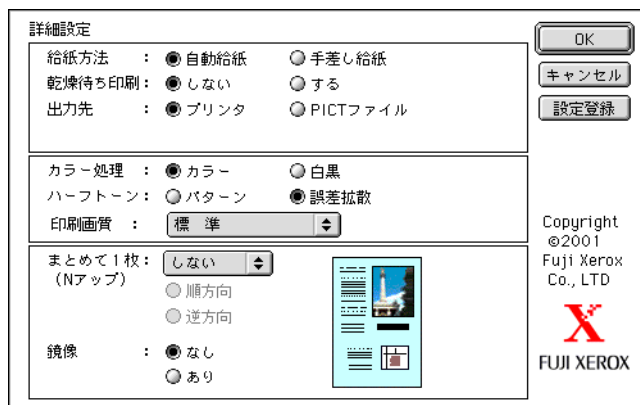 詳細設定
給紙方法 : 自動給紙 手差し給紙
乾燥待ち印刷: しない する
出力先 : プリンタ PICTファイル
カラー処理 : カラー 白黒
ハーフトーン: パターン 誤差拡散
印刷画質 : 標準
まとめて1枚: しない
(Nアップ)
順方向
逆方向
鏡像 : なし
あり
OK
キャンセル
設定登録
Copyright
©2001
Fuji Xerox
Co., LTD
FUJI XEROX